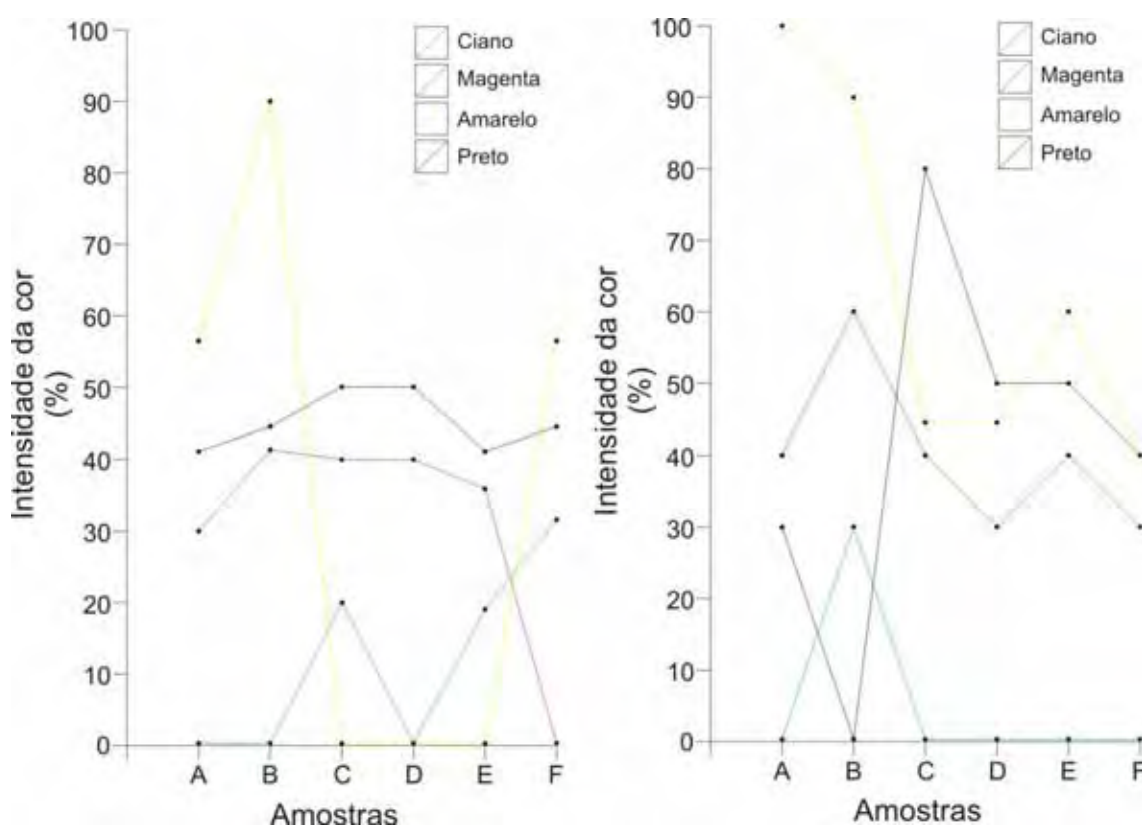 100
90
80
70
60
50
40
30
20
10
0
Intensidade da cor
(%)
Ciano
Magenta
Amarelo
Preto
A B C D E F
Amostras
100
90
80
70
60
50
40
30
20
10
0
Intensidade da cor
(%)
Ciano
Magenta
Amarelo
Preto
A B C D E F
Amostras